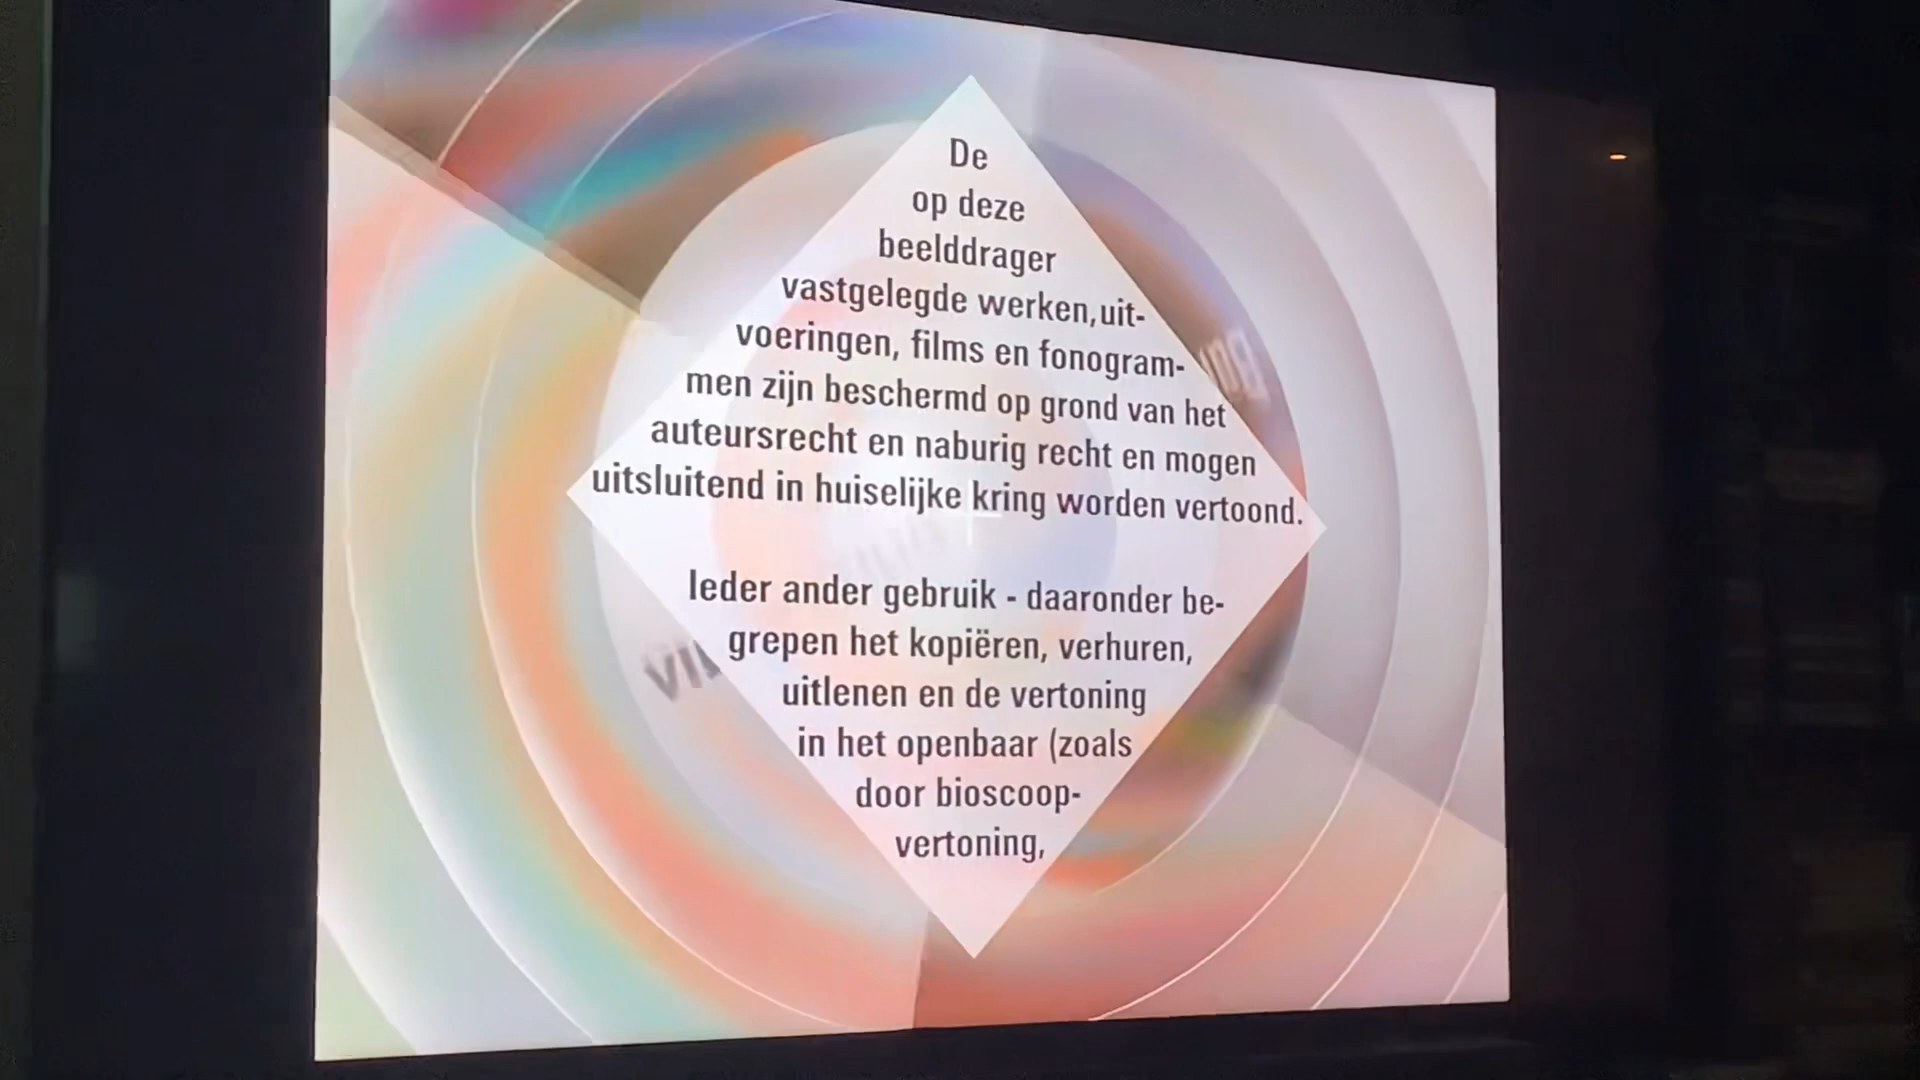 De
op deze
beelddrager
vastgelegde werken, uit-
voeringen, films en fonogram-
men zijn beschermd op grond van het
auteursrecht en naburig recht en mogen
uitsluitend in huiselijke kring worden vertoond.
Ieder ander gebruik - daaronder be-
grepen het kopiëren, verhuren,
uitlenen en de vertoning
in het openbaar (zoals
door bioscoop-
vertoning,